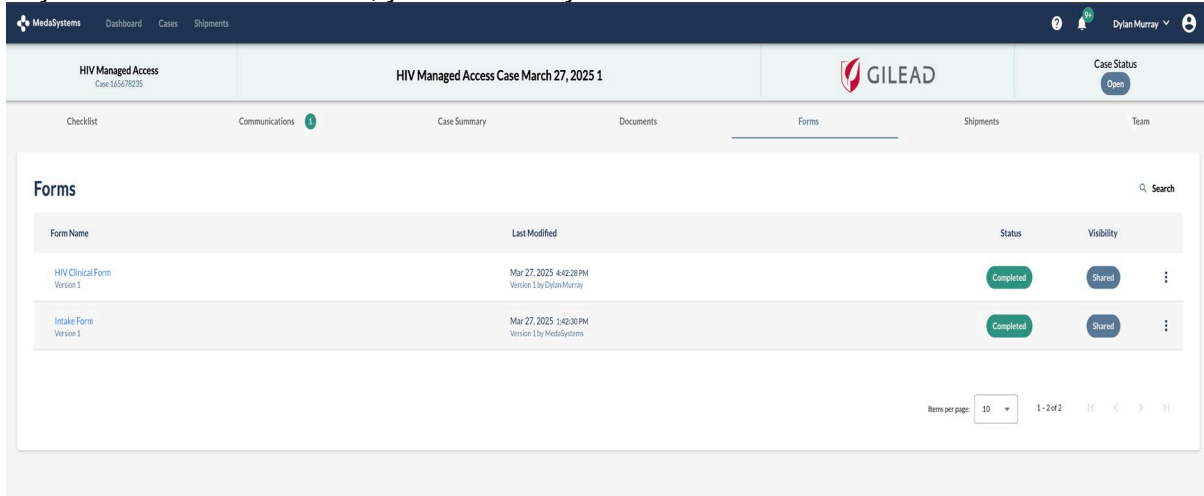 MedaSystems Dashboard Cases Shipments 9+ Dylan Murray
HIV Managed Access
Case 165678235
HIV Managed Access Case March 27, 2025 1
GILEAD
Case Status
Open
Checklist Communications 1 Case Summary Documents Forms Shipments Team
Forms
Search
Form Name Last Modified Status Visibility
HIV Clinical Form Mar 27, 2025 4:42:28 PM Completed Shared
Version 1 Version 1 by Dylan Murray
Intake Form Mar 27, 2025 1:42:30 PM Completed Shared
Version 1 Version 1 by MedaSystems
Items per page: 10 1 - 2 of 2